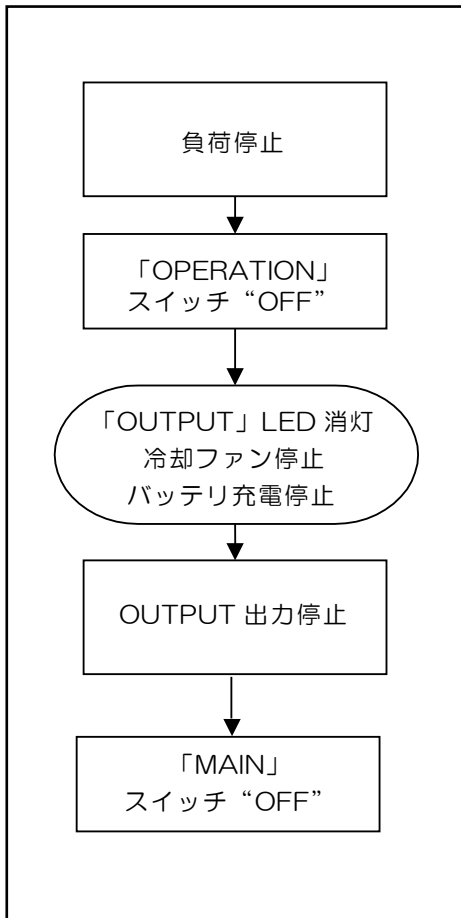 負荷停止
「OPERATION」
スイッチ“OFF”
「OUTPUT」LED 消灯
冷却ファン停止
バッテリ充電停止
OUTPUT 出力停止
「MAIN」
スイッチ“OFF”